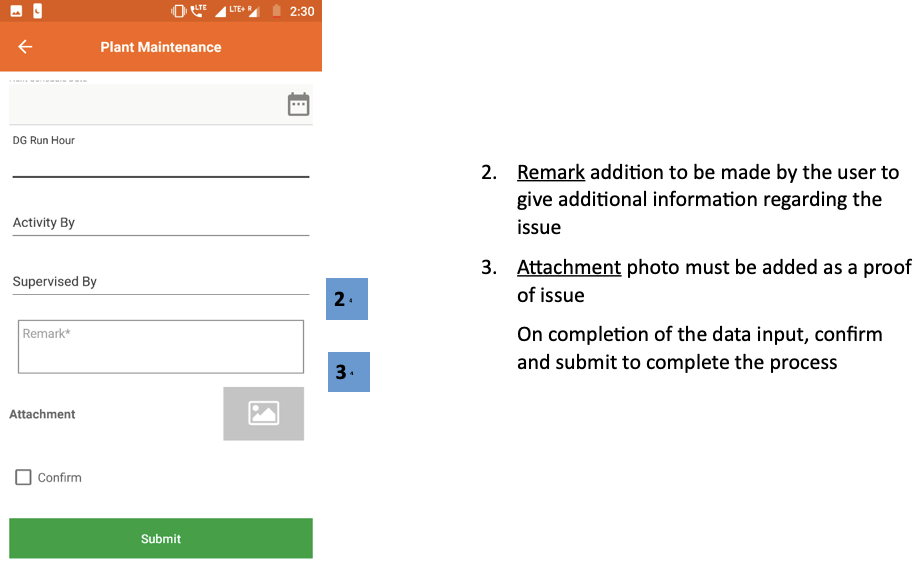 LTE LTE+ R 2:30
Plant Maintenance
DG Run Hour
Activity By
Supervised By
Remark*
Attachment
Confirm
Submit
2
3
2. Remark addition to be made by the user to
give additional information regarding the
issue
3. Attachment photo must be added as a proof
of issue
On completion of the data input, confirm
and submit to complete the process